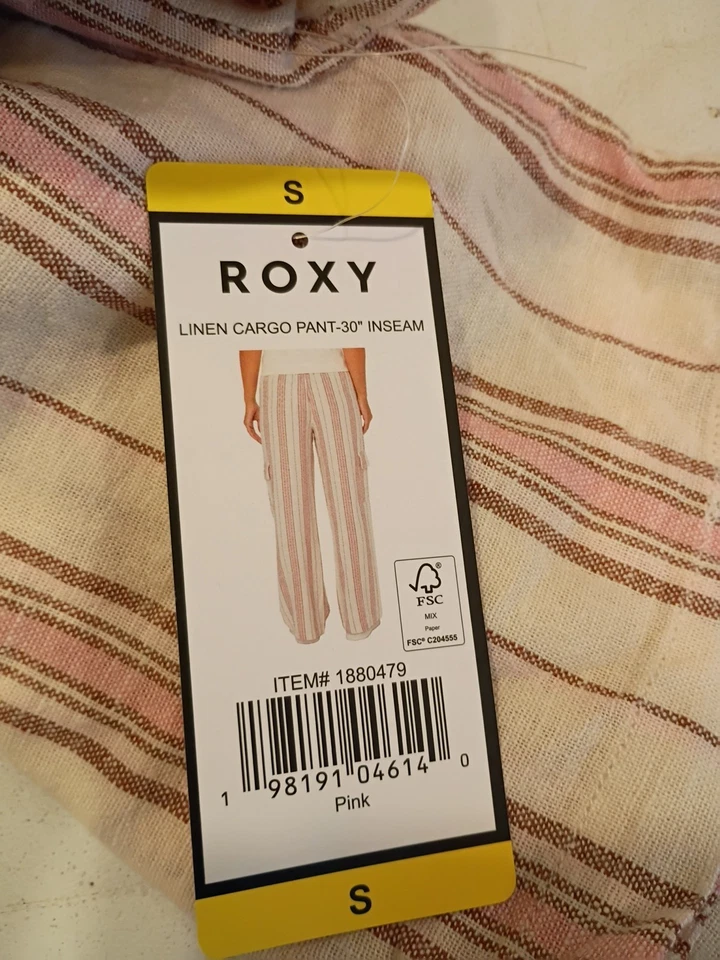 S
ROXY
LINEN CARGO PANT-30" INSEAM
FSC
MIX
Paper
FSC® C204555
ITEM# 1880479
1 98191 04614 0
Pink
S